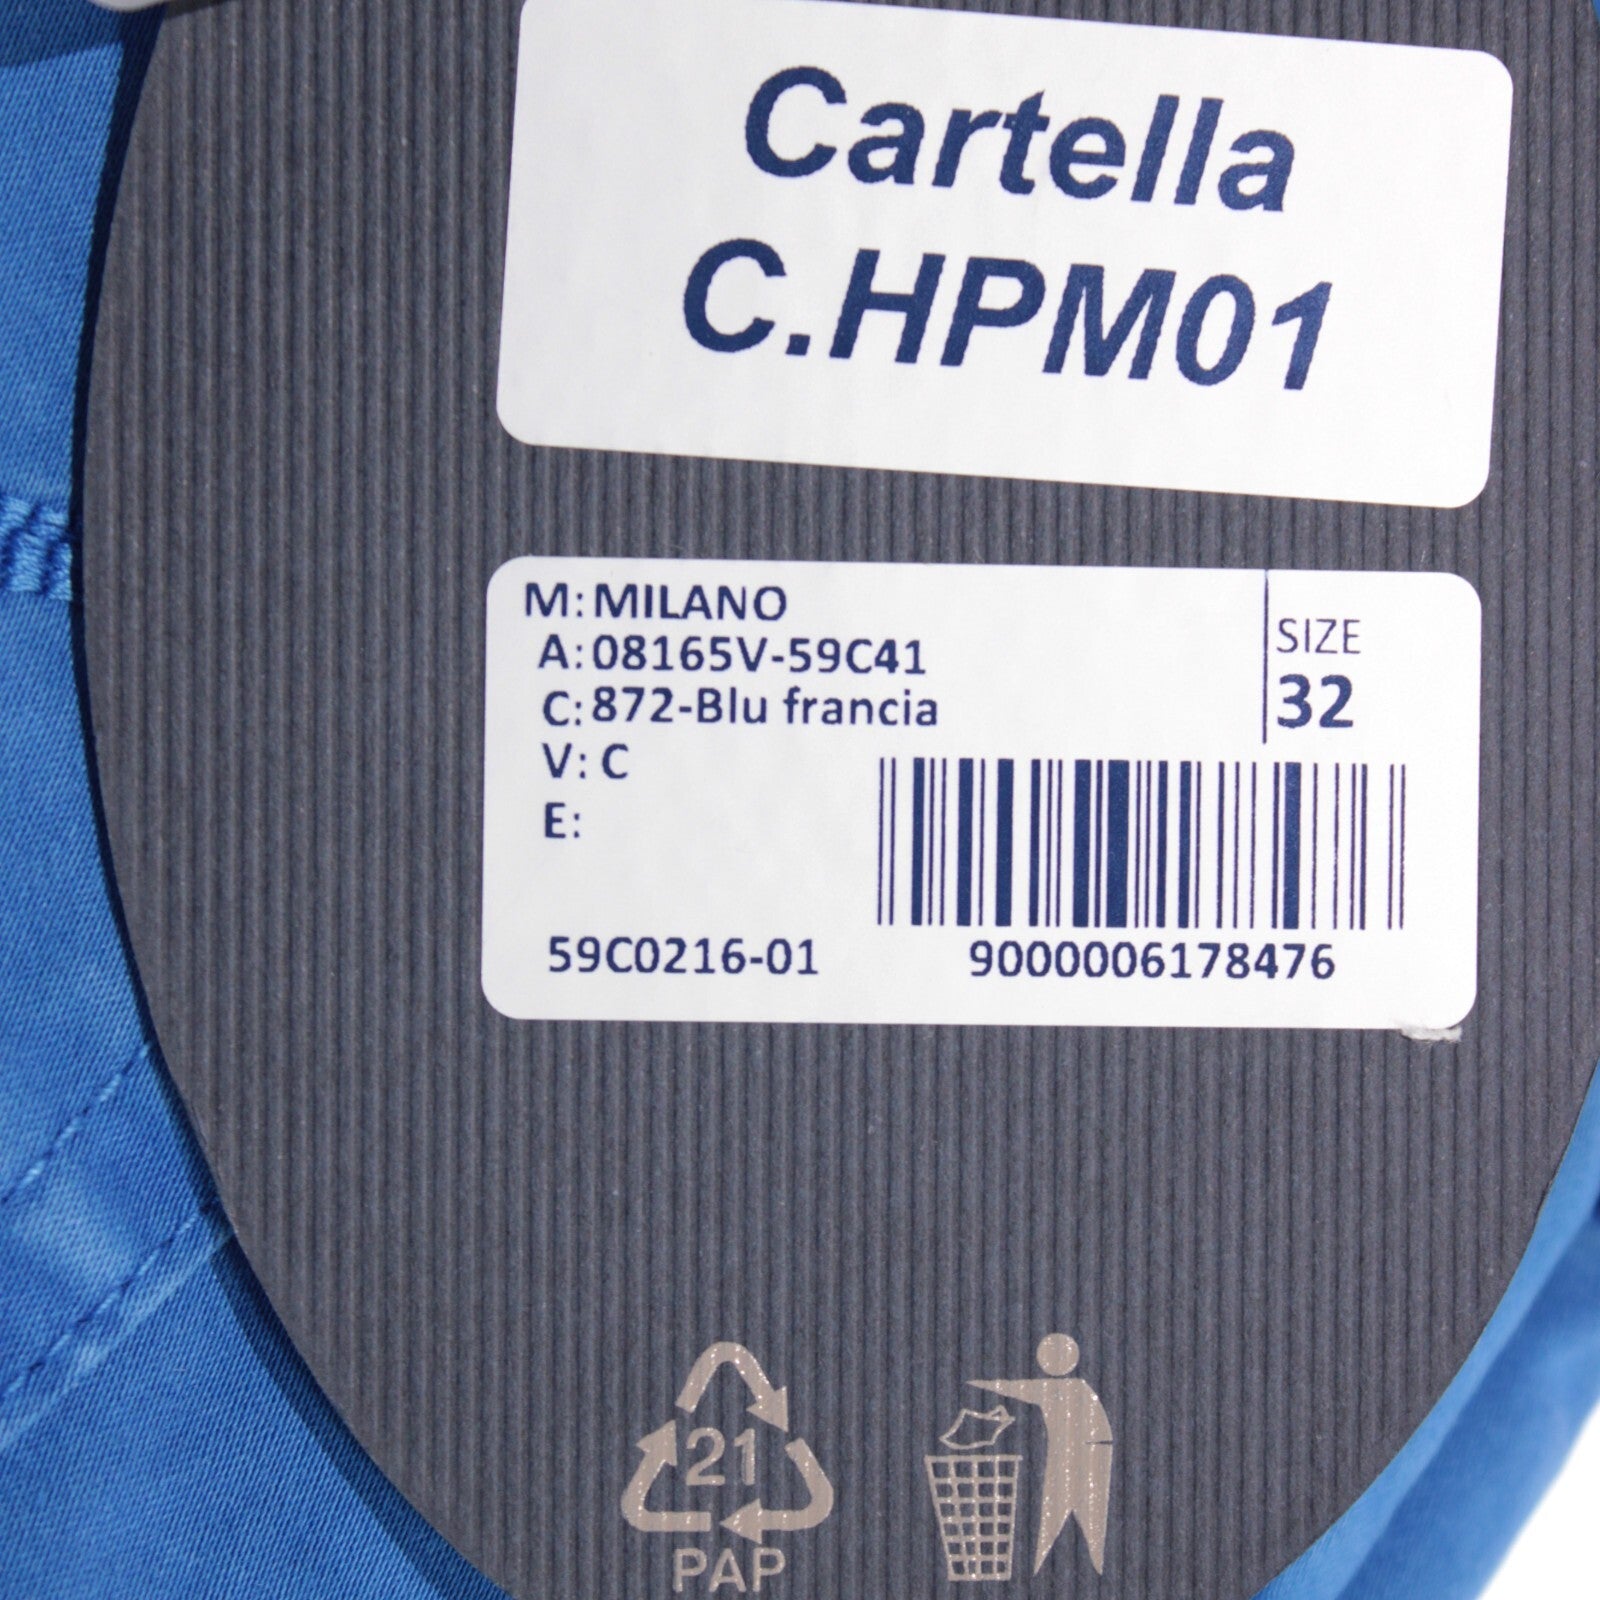 Cartella
C.HPM01
M: MILANO
A: 08165V-59C41
C: 872-Blu francia
V: C
E:
SIZE
32
59C0216-01
9000006178476
21
PAP